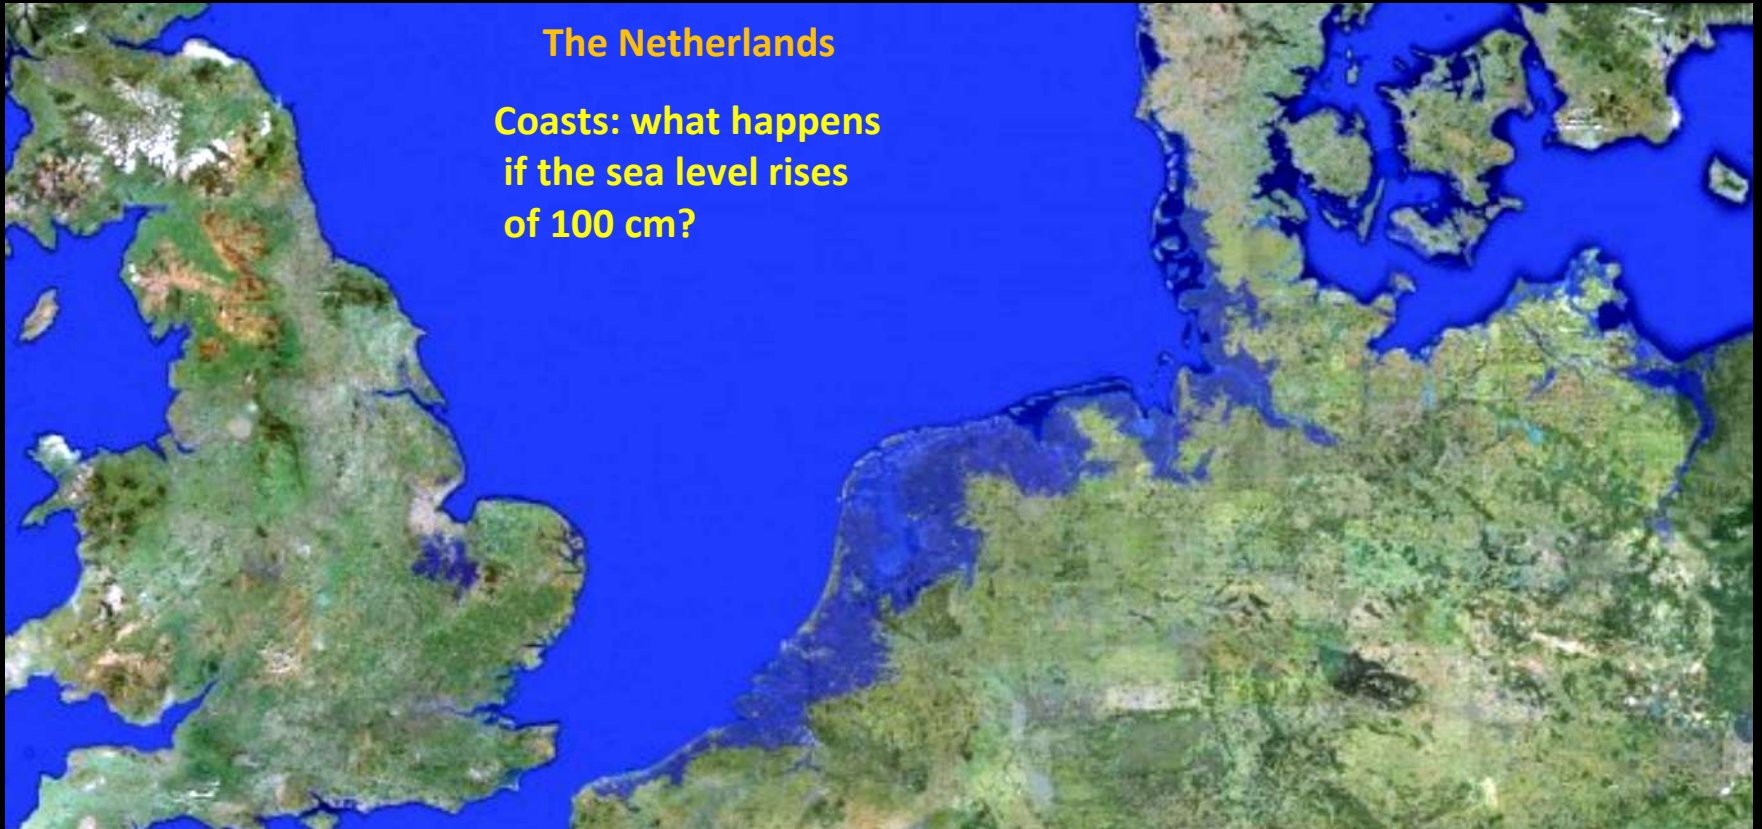 The Netherlands
Coasts: what happens
if the sea level rises
of 100 cm?